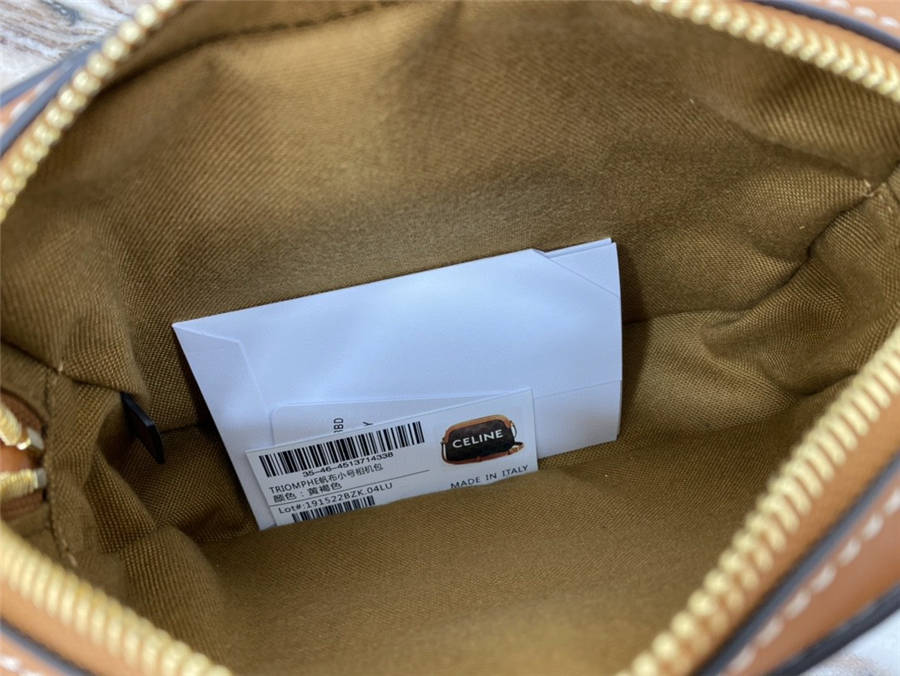 BD
Y
35-46-4513714338
TRIOMPHE帆布小号相机包
颜色：黄褐色
Lot#:191522BZK.04LU
CELINE
MADE IN ITALY